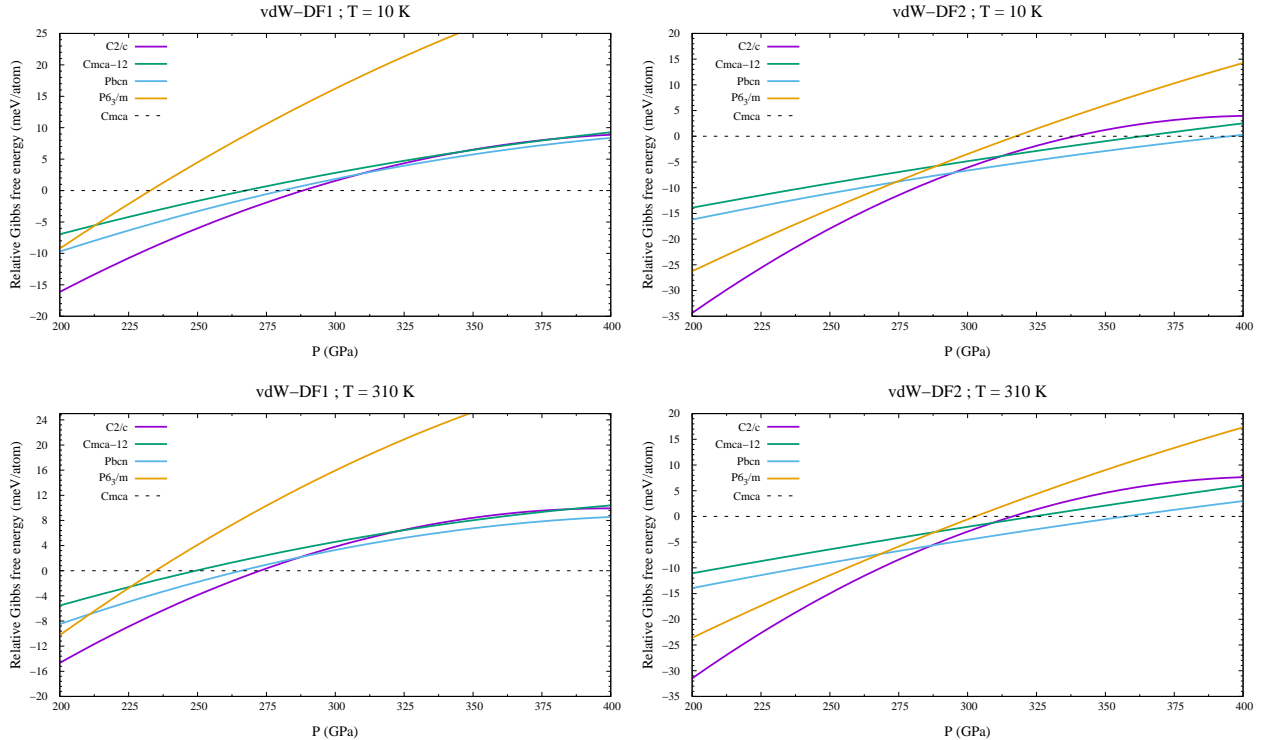 vdW−DF1 ; T = 10 K
Relative Gibbs free energy (meV/atom)
25
20
15
10
5
0
−5
−10
−15
−20
C2/c
Cmca−12
Pbcn
P6₃/m
Cmca
200 225 250 275 300 325 350 375 400
P (GPa)
vdW−DF2 ; T = 10 K
Relative Gibbs free energy (meV/atom)
20
15
10
5
0
−5
−10
−15
−20
−25
−30
−35
C2/c
Cmca−12
Pbcn
P6₃/m
Cmca
200 225 250 275 300 325 350 375 400
P (GPa)
vdW−DF1 ; T = 310 K
Relative Gibbs free energy (meV/atom)
24
20
16
12
8
4
0
−4
−8
−12
−16
−20
C2/c
Cmca−12
Pbcn
P6₃/m
Cmca
200 225 250 275 300 325 350 375 400
P (GPa)
vdW−DF2 ; T = 310 K
Relative Gibbs free energy (meV/atom)
20
15
10
5
0
−5
−10
−15
−20
−25
−30
−35
C2/c
Cmca−12
Pbcn
P6₃/m
Cmca
200 225 250 275 300 325 350 375 400
P (GPa)